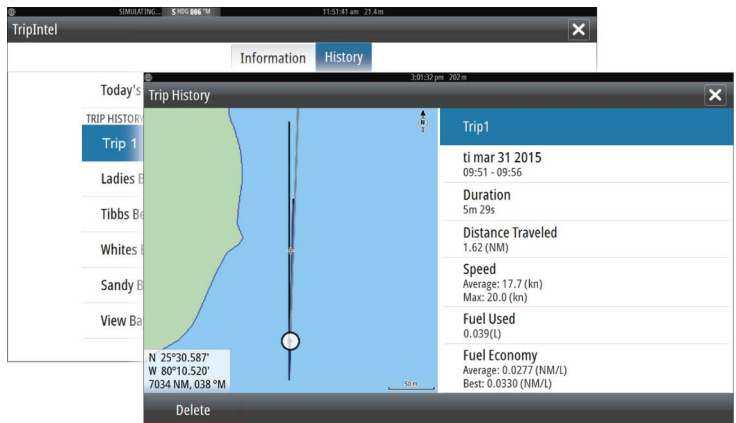 SIMULATING... S HDG 006 °M 11:51:41 am 21.4 m
TripIntel
Information History
Today's
TRIP HISTORY
Trip 1
Ladies B
Tibbs Be
Whites B
Sandy B
View Ba
3:01:32 pm 202 m
Trip History
N
Trip1
ti mar 31 2015
09:51 - 09:56
Duration
5m 29s
Distance Traveled
1.62 (NM)
Speed
Average: 17.7 (kn)
Max: 20.0 (kn)
Fuel Used
0.039(L)
Fuel Economy
Average: 0.0277 (NM/L)
Best: 0.0330 (NM/L)
N 25°30.587'
W 80°10.520'
7034 NM, 038 °M
50 m
Delete